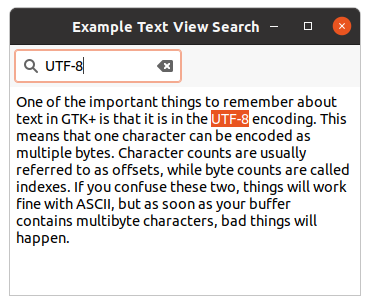 Example Text View Search
UTF-8
One of the important things to remember about
text in GTK+ is that it is in the UTF-8 encoding. This
means that one character can be encoded as
multiple bytes. Character counts are usually
referred to as offsets, while byte counts are called
indexes. If you confuse these two, things will work
fine with ASCII, but as soon as your buffer
contains multibyte characters, bad things will
happen.